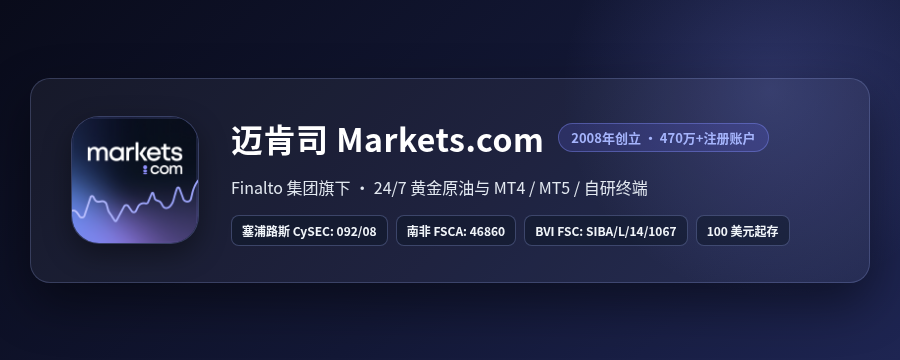 markets
.com
迈肯司 Markets.com
2008年创立 · 470万+注册账户
Finalto 集团旗下 · 24/7 黄金原油与 MT4 / MT5 / 自研终端
塞浦路斯 CySEC: 092/08
南非 FSCA: 46860
BVI FSC: SIBA/L/14/1067
100 美元起存